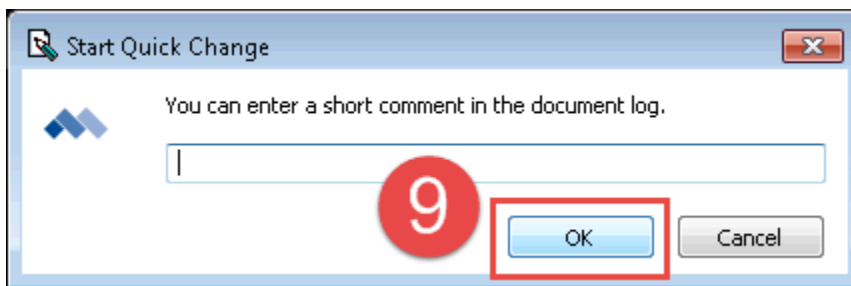 Start Quick Change
You can enter a short comment in the document log.
9
OK Cancel